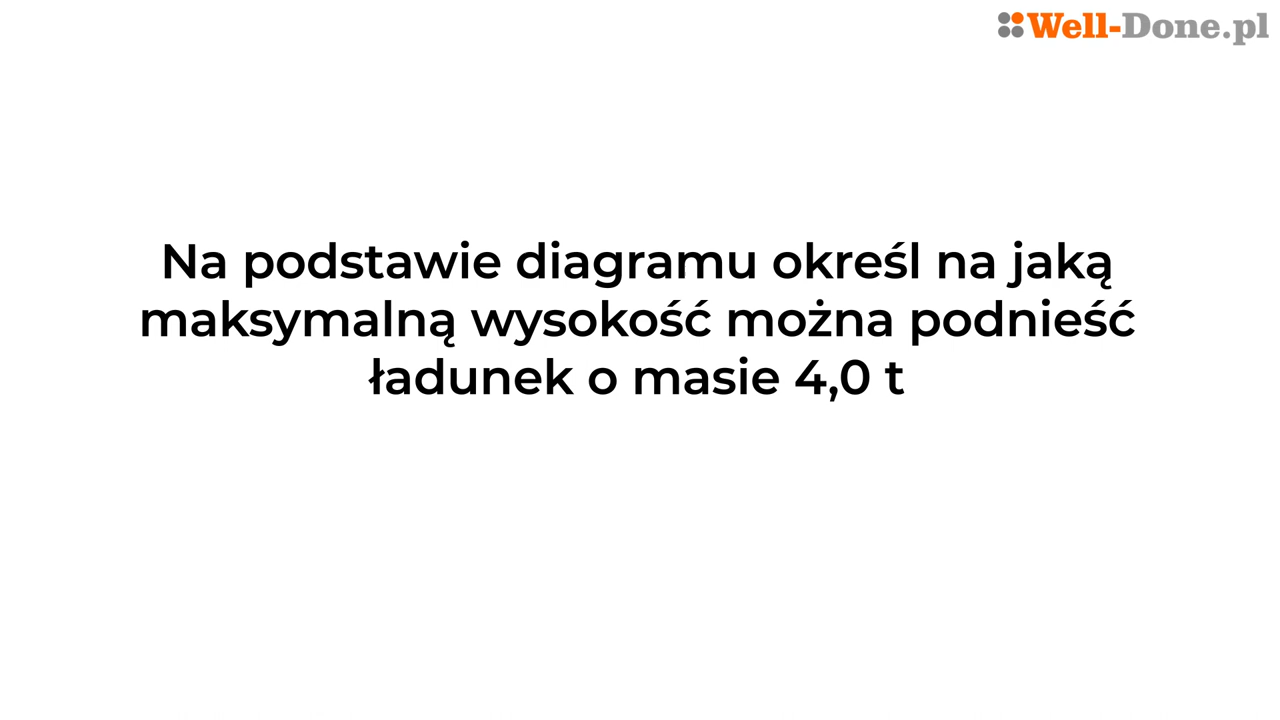 Well-Done.pl
Na podstawie diagramu określ na jaką
maksymalną wysokość można podnieść
ładunek o masie 4,0 t